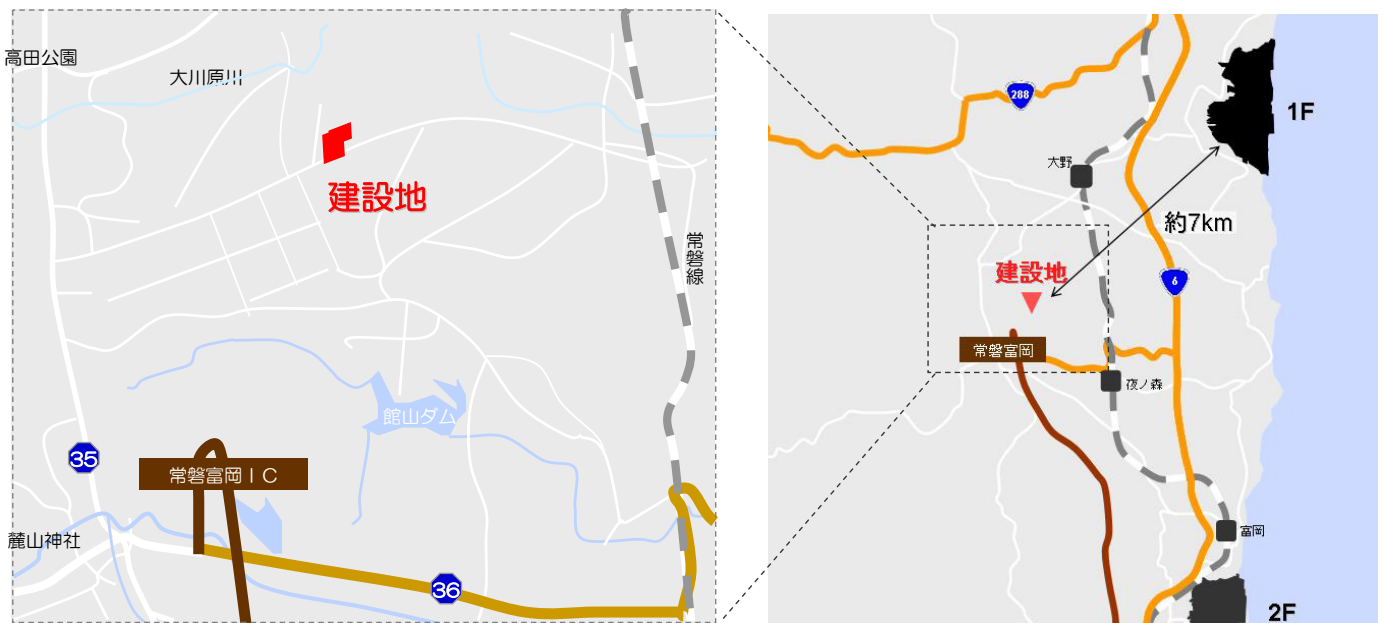 高田公園
大川原川
建設地
常磐線
館山ダム
35
常磐富岡IC
麓山神社
36
288
1F
大野
約7km
建設地
6
常磐富岡
夜ノ森
富岡
2F